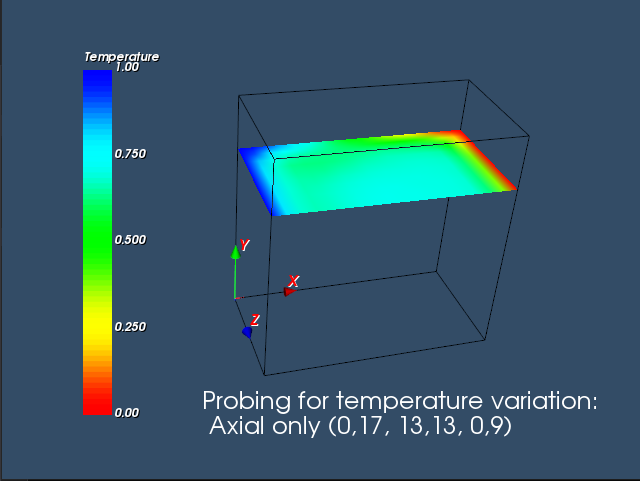 Temperature
1.00
0.750
0.500
0.250
0.00
Y
X
Z
Probing for temperature variation:
Axial only (0,17, 13,13, 0,9)